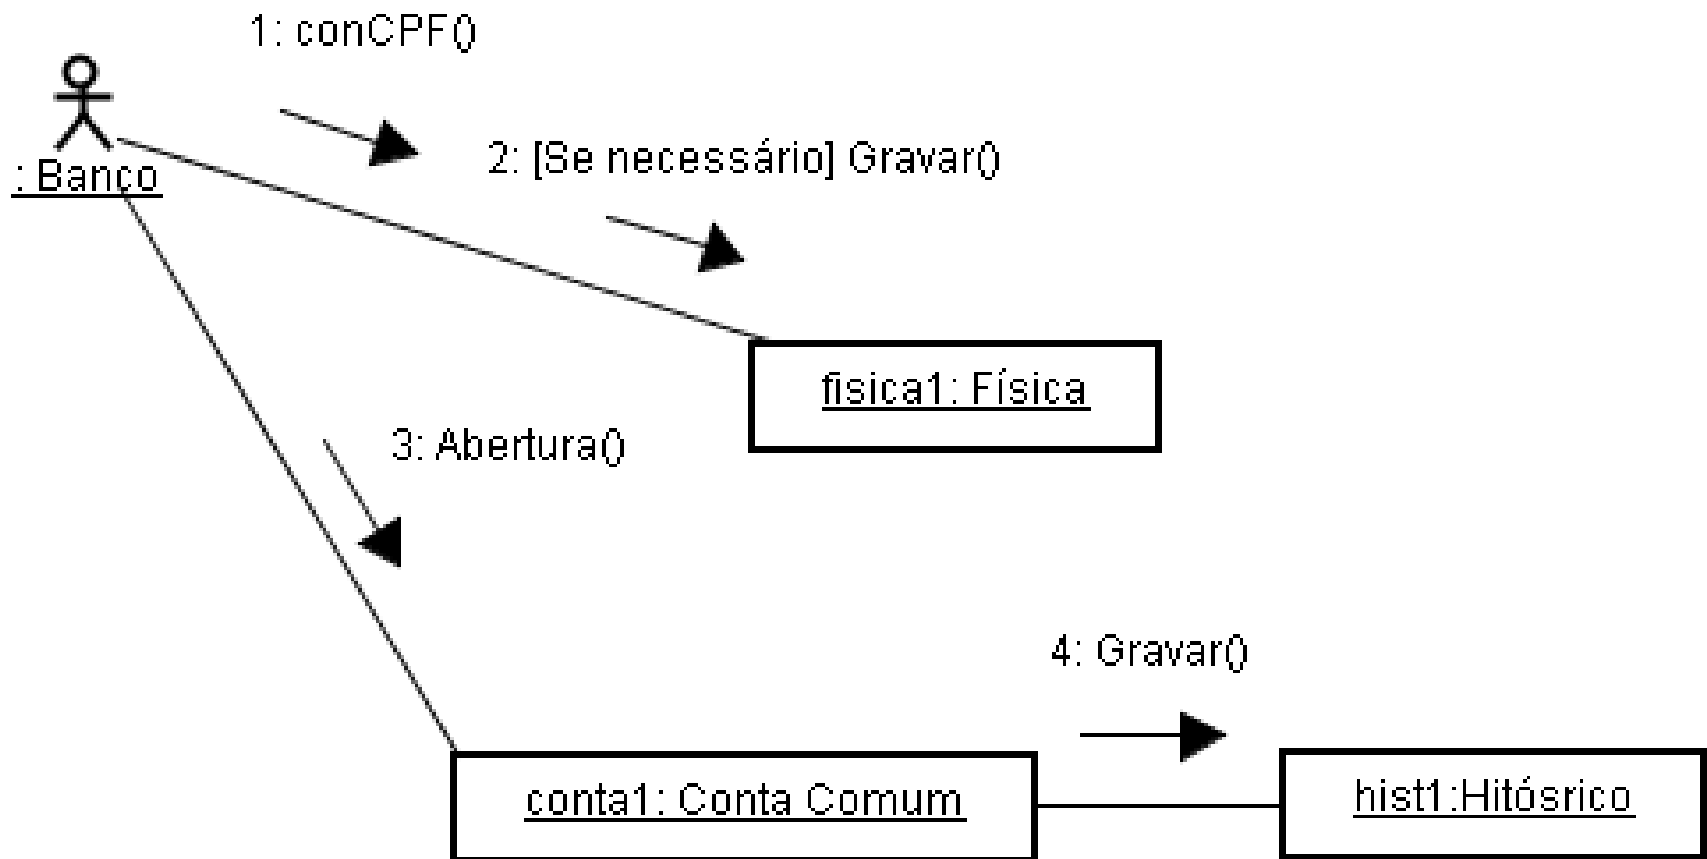 1: conCPF()
: Banco
2: [Se necessário] Gravar()
fisica1: Física
3: Abertura()
4: Gravar()
conta1: Conta Comum
hist1:Hitósrico